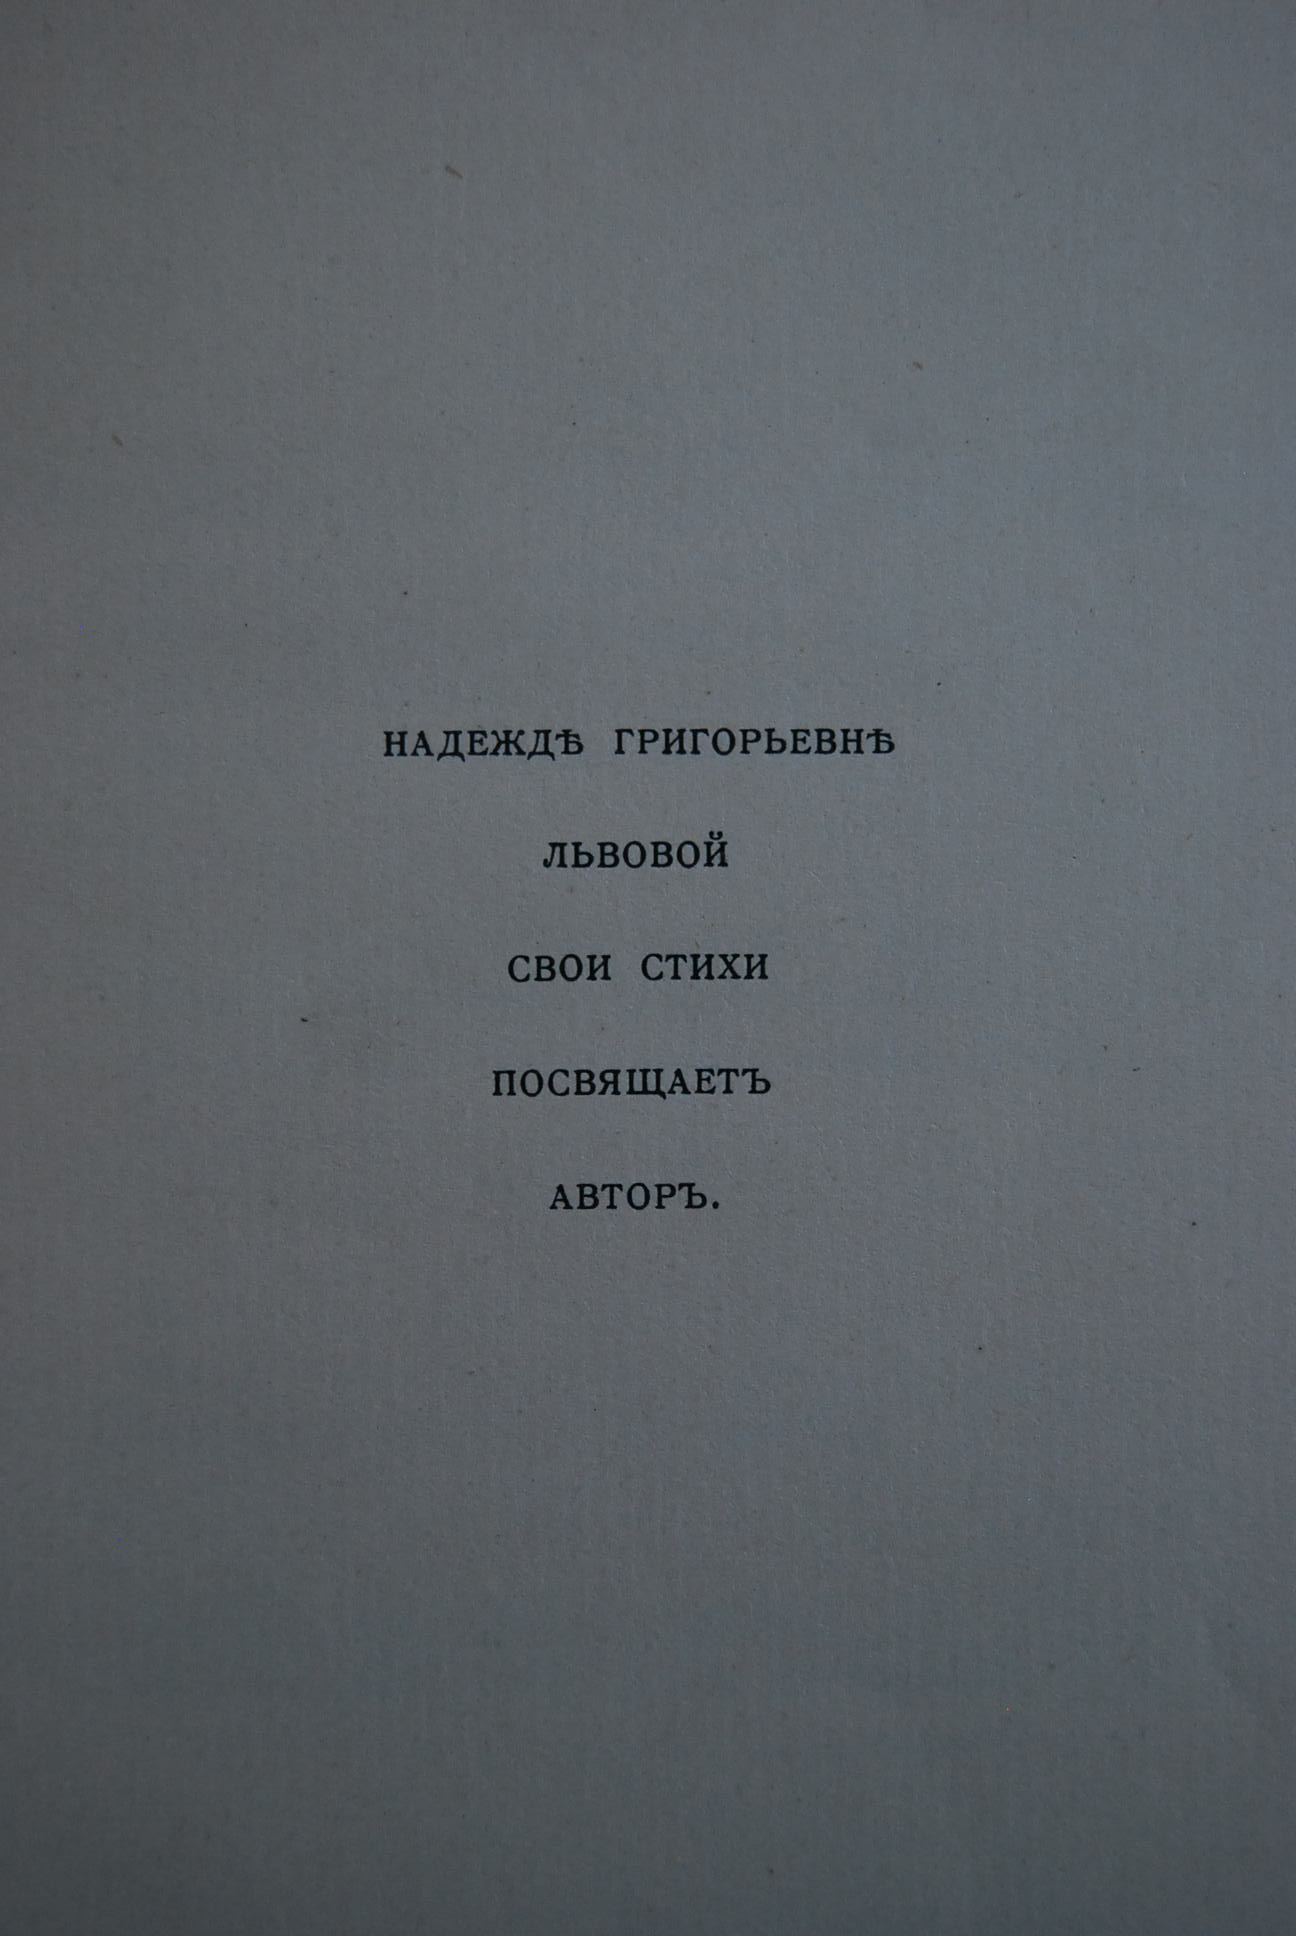 НАДЕЖДѢ ГРИГОРЬЕВНѢ
ЛЬВОВОЙ
СВОИ СТИХИ
ПОСВЯЩАЕТЪ
АВТОРЪ.